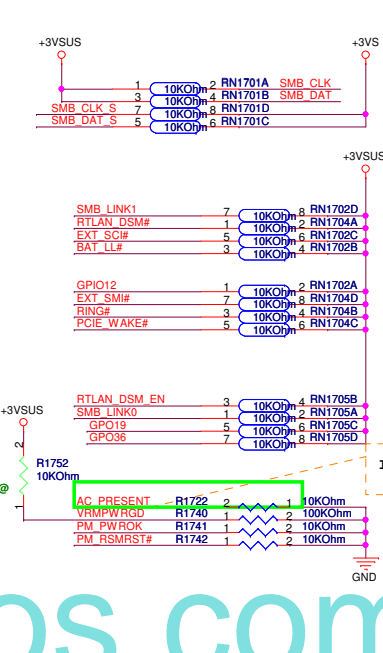 +3VSUS +3VS
1 10KOhm 2 RN1701A SMB_CLK
3 10KOhm 4 RN1701B SMB_DAT
SMB_CLK_S 7 10KOhm 8 RN1701D
SMB_DAT_S 5 10KOhm 6 RN1701C
+3VSUS
SMB_LINK1 7 10KOhm 8 RN1702D
RTLAN_DSM# 1 10KOhm 2 RN1704A
EXT_SCI# 5 10KOhm 6 RN1702C
BAT_LL# 3 10KOhm 4 RN1702B
GPIO12 1 10KOhm 2 RN1702A
EXT_SMI# 7 10KOhm 8 RN1704D
RING# 3 10KOhm 4 RN1704B
PCIE_WAKE# 5 10KOhm 6 RN1704C
RTLAN_DSM_EN 3 10KOhm 4 RN1705B
SMB_LINK0 1 10KOhm 2 RN1705A
GPO19 5 10KOhm 6 RN1705C
GPO36 7 10KOhm 8 RN1705D
+3VSUS
2
R1752
10KOhm
@
1
AC_PRESENT R1722 2 1 10KOhm
VRMPWRGD R1740 1 2 100KOhm
PM_PWROK R1741 1 2 10KOhm
PM_RSMRST# R1742 1 2 10KOhm
GND
os com